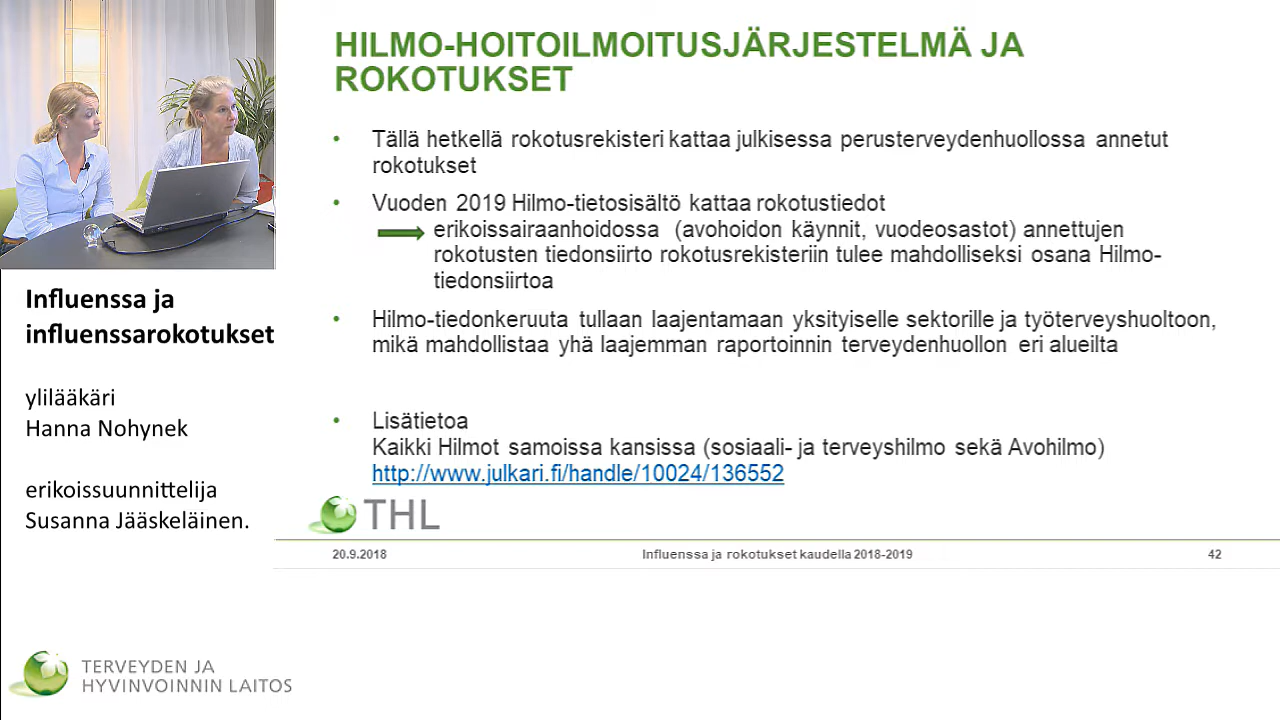 HILMO-HOITOILMOITUSJÄRJESTELMÄ JA
ROKOTUKSET
• Tällä hetkellä rokotusrekisteri kattaa julkisessa perusterveydenhuollossa annetut
rokotukset
• Vuoden 2019 Hilmo-tietosisältö kattaa rokotustiedot
erikoissairaanhoidossa (avohoidon käynnit, vuodeosastot) annettujen
rokotusten tiedonsiirto rokotusrekisteriin tulee mahdolliseksi osana Hilmo-
tiedonsiirtoa
• Hilmo-tiedonkeruuta tullaan laajentamaan yksityiselle sektorille ja työterveyshuoltoon,
mikä mahdollistaa yhä laajemman raportoinnin terveydenhuollon eri alueilta
• Lisätietoa
Kaikki Hilmot samoissa kansissa (sosiaali- ja terveyshilmo sekä Avohilmo)
http://www.julkari.fi/handle/10024/136552
THL
20.9.2018
Influenssa ja rokotukset kaudella 2018-2019
42
Influenssa ja
influenssarokotukset
ylilääkäri
Hanna Nohynek
erikoissuunnittelija
Susanna Jääskeläinen.
TERVEYDEN JA
HYVINVOINNIN LAITOS